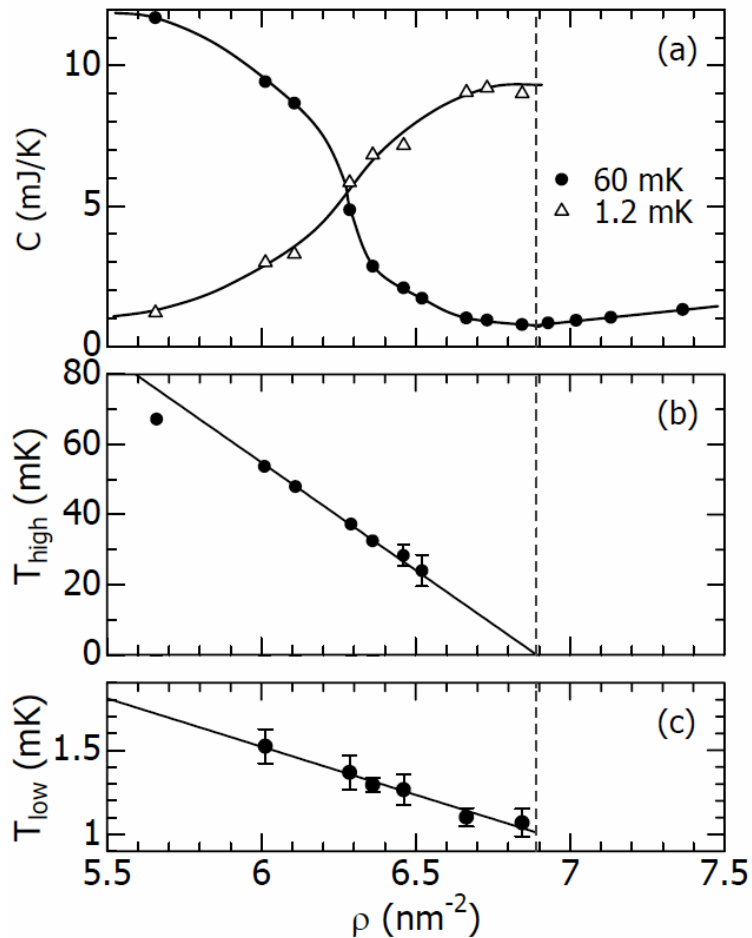 (a)
10
5
0
C (mJ/K)
60 mK
1.2 mK
(b)
80
60
40
20
0
T_high (mK)
(c)
1.5
1
T_low (mK)
5.5 6 6.5 7 7.5
ρ (nm⁻²)